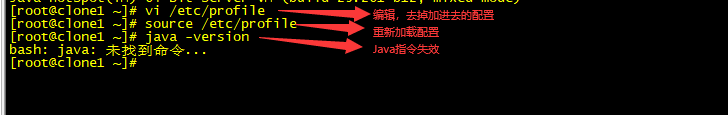 [root@clone1 ~]# vi /etc/profile 编辑，去掉加进去的配置
[root@clone1 ~]# source /etc/profile 重新加载配置
[root@clone1 ~]# java -version Java指令失效
bash: java: 未找到命令...
[root@clone1 ~]#